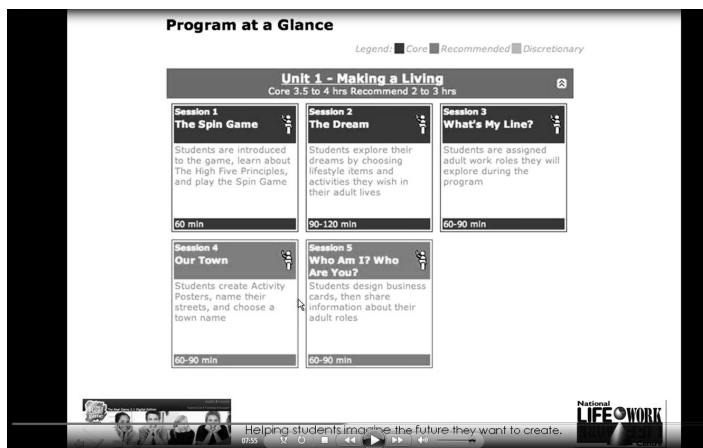 Program at a Glance
Legend: Core Recommended Discretionary
Unit 1 - Making a Living
Core 3.5 to 4 hrs Recommend 2 to 3 hrs
Session 1
The Spin Game
Students are introduced
to the game, learn about
The High Five Principles,
and play the Spin Game
60 min
Session 2
The Dream
Students explore their
dreams by choosing
lifestyle items and
activities they wish in
their adult lives
90-120 min
Session 3
What's My Line?
Students are assigned
adult work roles they will
explore during the
program
60-90 min
Session 4
Our Town
Students create Activity
Posters, name their
streets, and choose a
town name
60-90 min
Session 5
Who Am I? Who
Are You?
Students design business
cards, then share
information about their
adult roles
60-90 min
Helping students imagine the future they want to create.
National
LIFE WORK
07:55